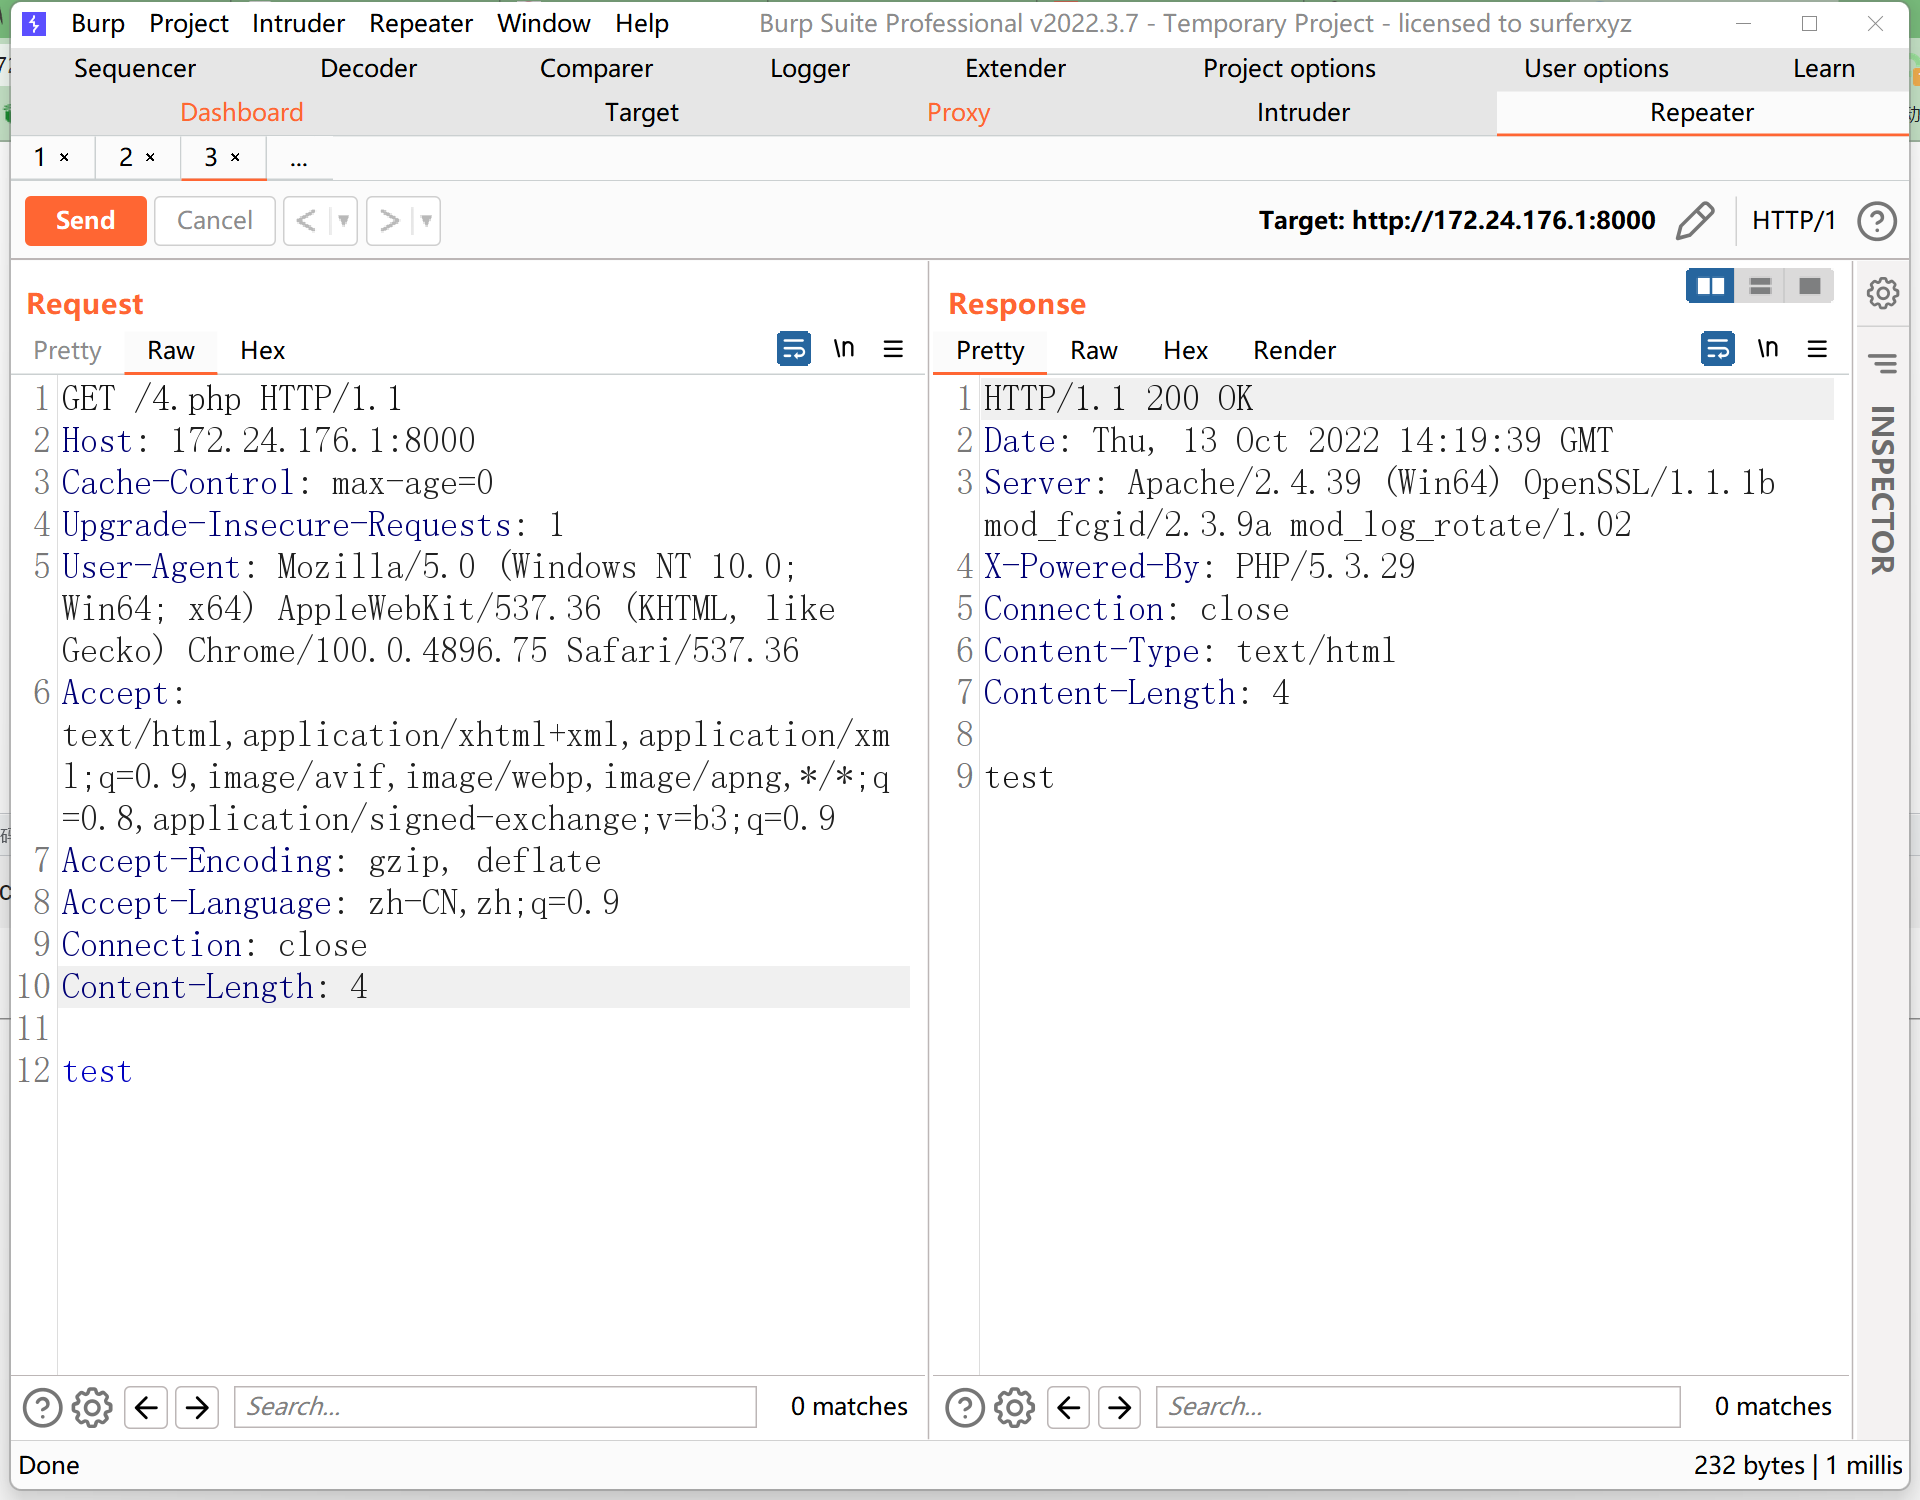 Burp Project Intruder Repeater Window Help Burp Suite Professional v2022.3.7 - Temporary Project - licensed to surferxyz
Sequencer Decoder Comparer Logger Extender Project options User options Learn
Dashboard Target Proxy Intruder Repeater
1 × 2 × 3 × ...
Send Cancel < > Target: http://172.24.176.1:8000 HTTP/1
Request
Pretty Raw Hex \n
1 GET /4.php HTTP/1.1
2 Host: 172.24.176.1:8000
3 Cache-Control: max-age=0
4 Upgrade-Insecure-Requests: 1
5 User-Agent: Mozilla/5.0 (Windows NT 10.0;
Win64; x64) AppleWebKit/537.36 (KHTML, like
Gecko) Chrome/100.0.4896.75 Safari/537.36
6 Accept:
text/html,application/xhtml+xml,application/xm
l;q=0.9,image/avif,image/webp,image/apng,*/*;q
=0.8,application/signed-exchange;v=b3;q=0.9
7 Accept-Encoding: gzip, deflate
8 Accept-Language: zh-CN,zh;q=0.9
9 Connection: close
10 Content-Length: 4
11
12 test
Search... 0 matches
Response
Pretty Raw Hex Render \n
1 HTTP/1.1 200 OK
2 Date: Thu, 13 Oct 2022 14:19:39 GMT
3 Server: Apache/2.4.39 (Win64) OpenSSL/1.1.1b
mod_fcgid/2.3.9a mod_log_rotate/1.02
4 X-Powered-By: PHP/5.3.29
5 Connection: close
6 Content-Type: text/html
7 Content-Length: 4
8
9 test
Search... 0 matches
INSPECTOR
Done 232 bytes | 1 millis